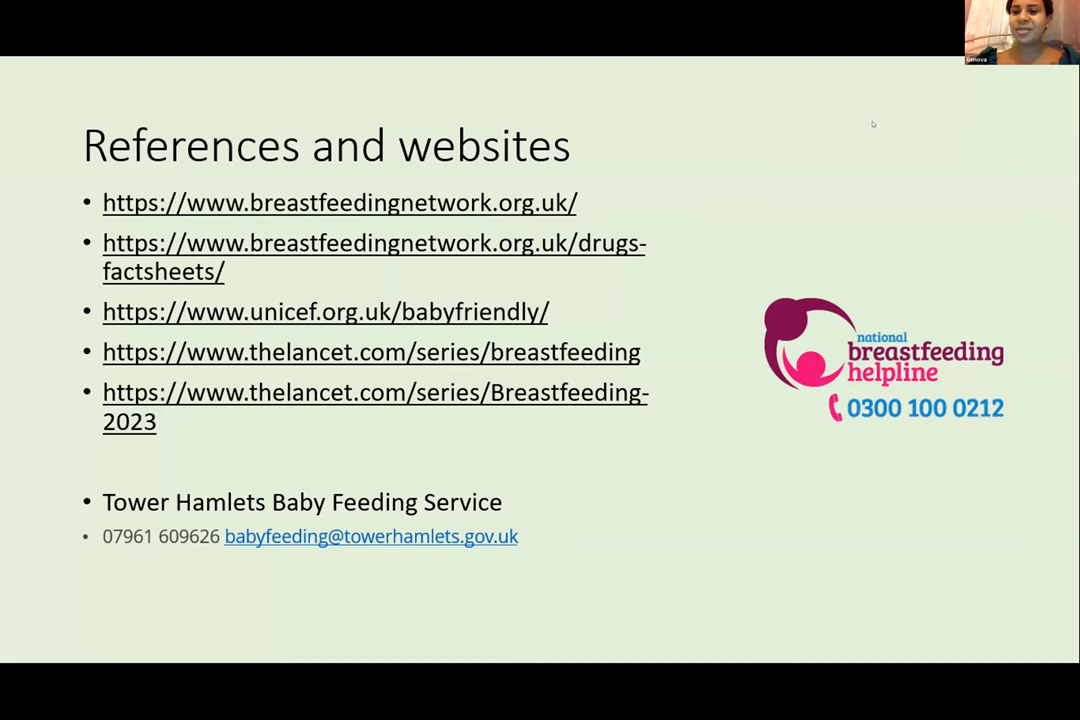 Genova
References and websites
• https://www.breastfeedingnetwork.org.uk/
• https://www.breastfeedingnetwork.org.uk/drugs-
factsheets/
• https://www.unicef.org.uk/babyfriendly/
• https://www.thelancet.com/series/breastfeeding
• https://www.thelancet.com/series/Breastfeeding-
2023
national
breastfeeding
helpline
0300 100 0212
• Tower Hamlets Baby Feeding Service
• 07961 609626 babyfeeding@towerhamlets.gov.uk